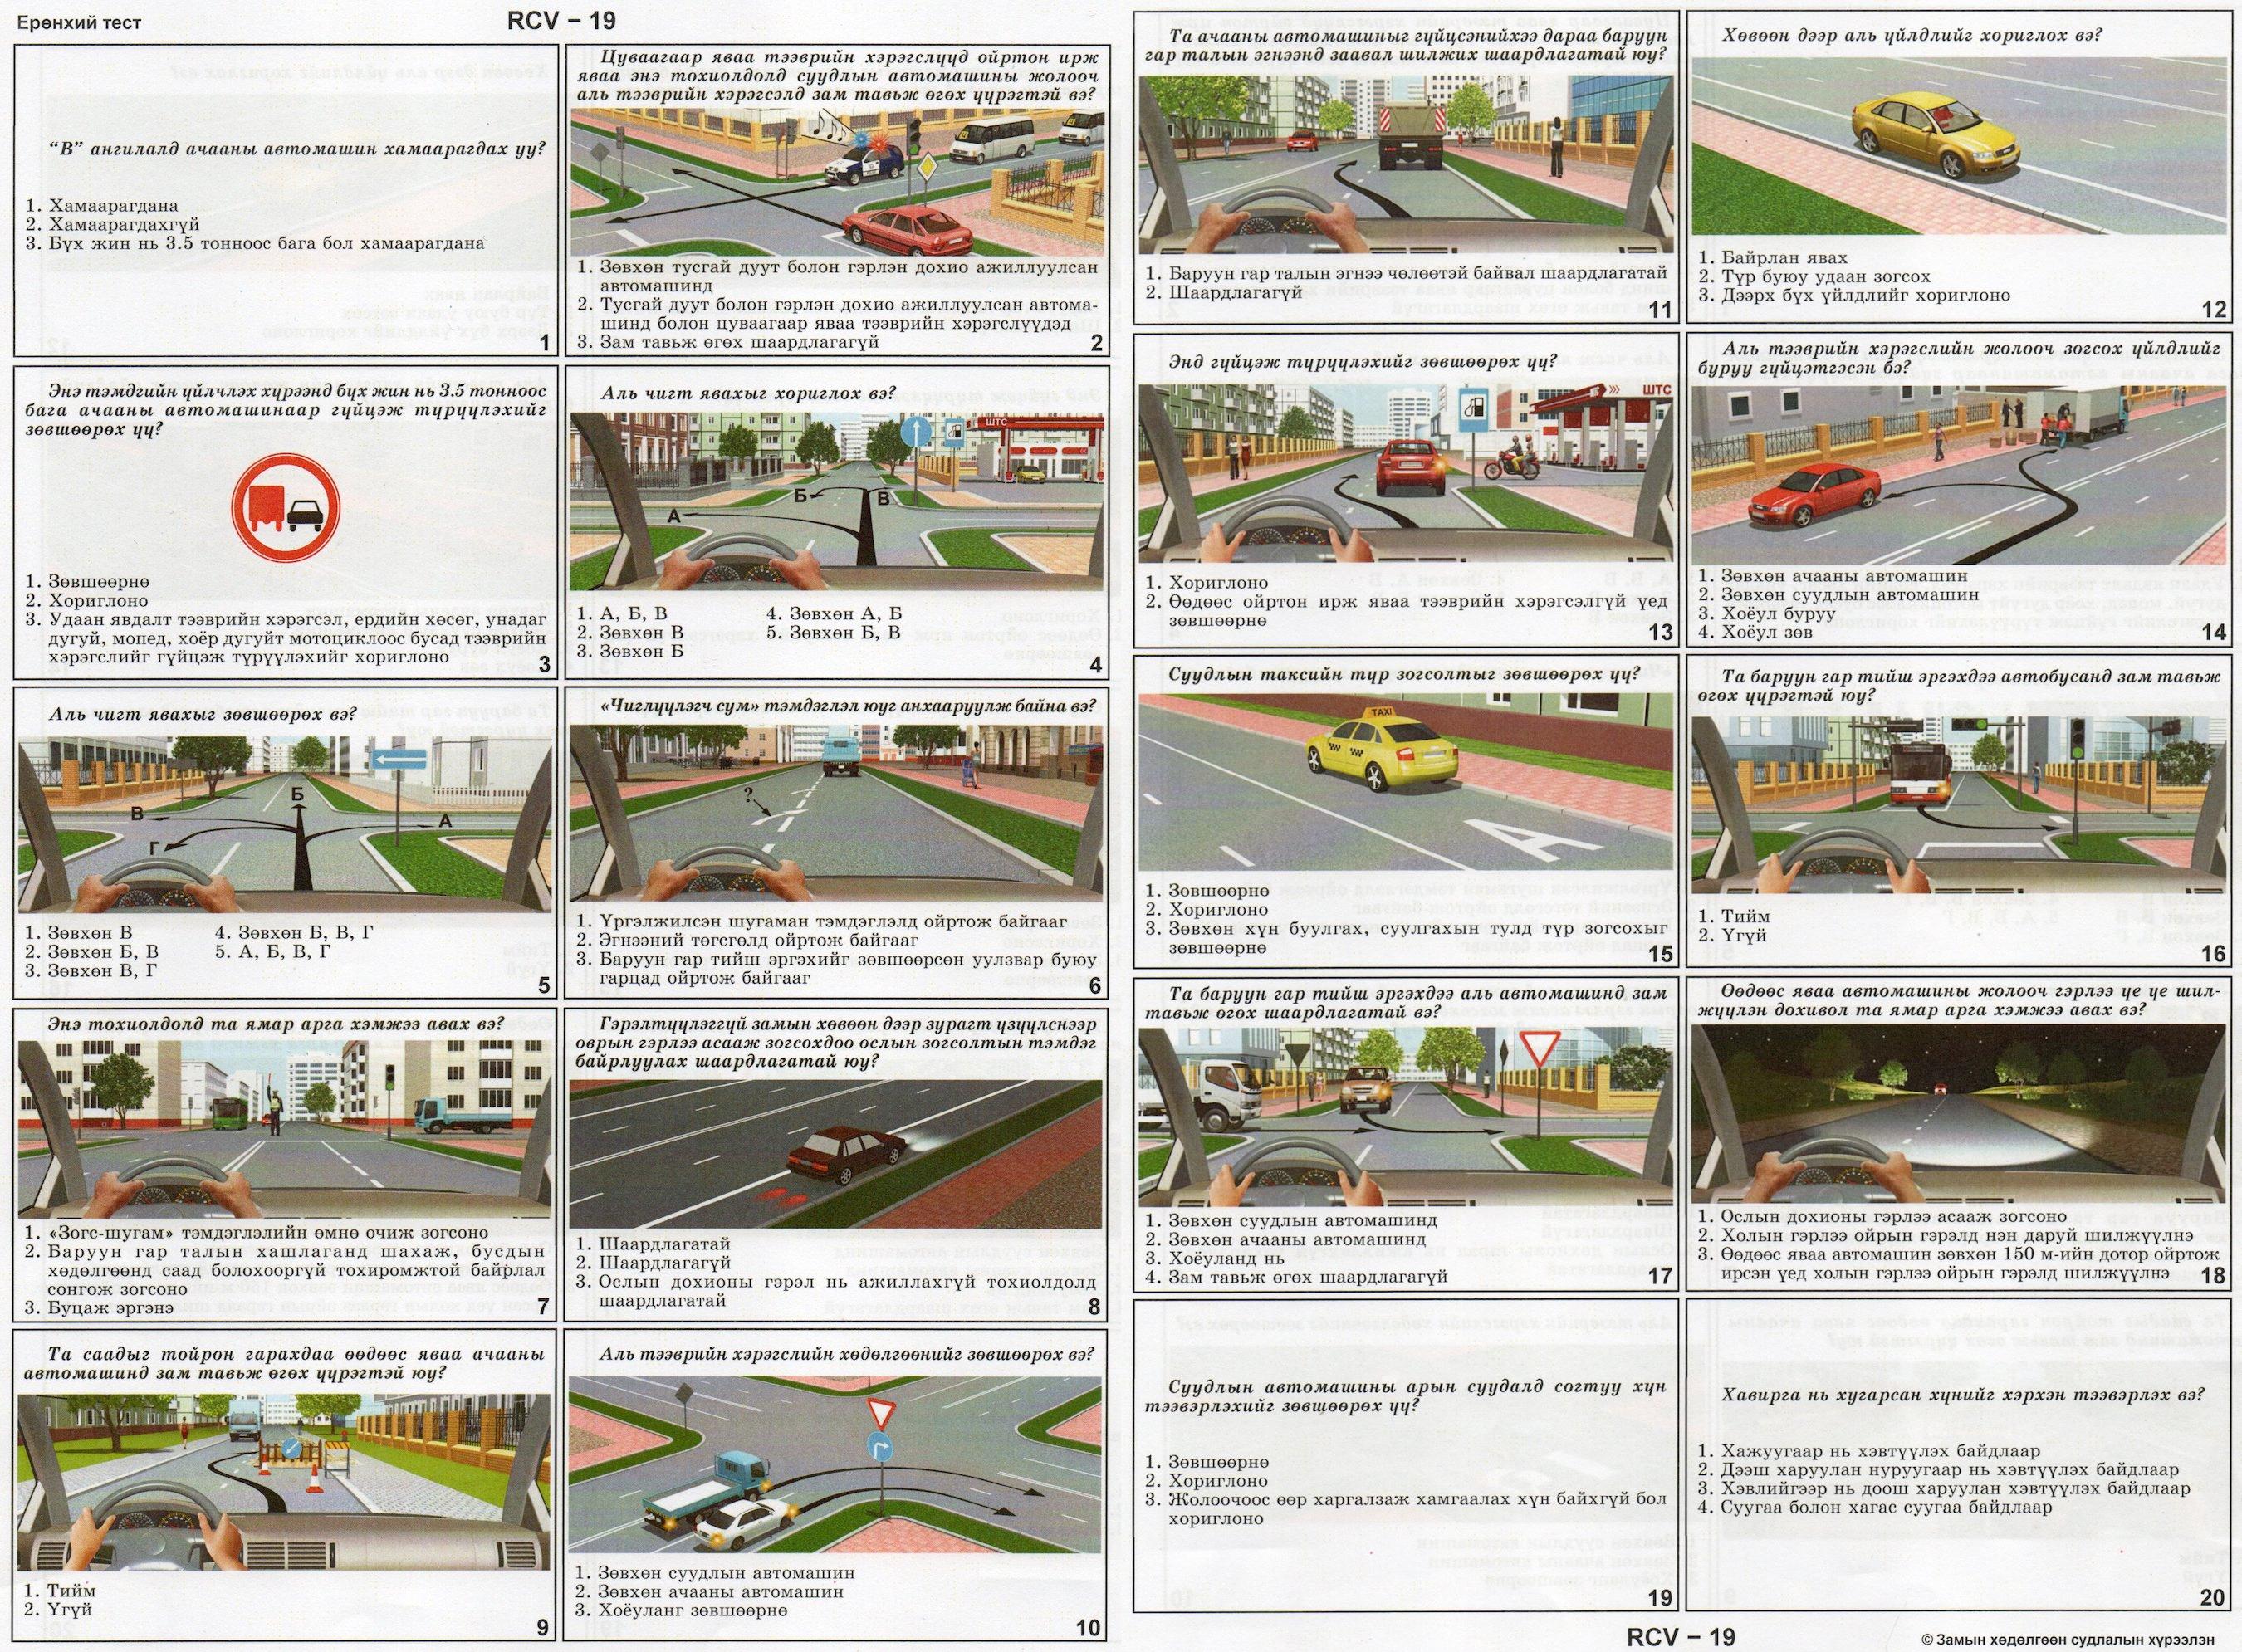 Ерөнхий тест
RCV – 19
“В” ангилалд ачааны автомашин хамаарагдах уу?
1. Хамаарагдана
2. Хамаарагдахгүй
3. Бүх жин нь 3.5 тонноос бага бол хамаарагдана
1
Цуваагаар яваа тээврийн хэрэгслүүд ойртон ирж
яваа энэ тохиолдолд суудлын автомашины жолооч
аль тээврийн хэрэгсэлд зам тавьж өгөх үүрэгтэй вэ?
1. Зөвхөн тусгай дуут болон гэрлэн дохио ажиллуулсан
автомашинд
2. Тусгай дуут болон гэрлэн дохио ажиллуулсан автома-
шинд болон цуваагаар яваа тээврийн хэрэгслүүдэд
3. Зам тавьж өгөх шаардлагагүй
2
Энэ тэмдгийн үйлчлэх хүрээнд бүх жин нь 3.5 тонноос
бага ачааны автомашинаар гүйцэж түрүүлэхийг
зөвшөөрөх үү?
1. Зөвшөөрнө
2. Хориглоно
3. Удаан явдалт тээврийн хэрэгсэл, ердийн хөсөг, унадаг
дугуй, мопед, хоёр дугуйт мотоциклоос бусад тээврийн
хэрэгслийг гүйцэж түрүүлэхийг хориглоно
3
Аль чигт явахыг хориглох вэ?
ШТС
А
Б
В
1. А, Б, В
2. Зөвхөн В
3. Зөвхөн Б
4. Зөвхөн А, Б
5. Зөвхөн Б, В
4
Аль чигт явахыг зөвшөөрөх вэ?
В
Б
А
Г
1. Зөвхөн В
2. Зөвхөн Б, В
3. Зөвхөн В, Г
4. Зөвхөн Б, В, Г
5. А, Б, В, Г
5
«Чиглүүлэгч сум» тэмдэглэл юуг анхааруулж байна вэ?
?
1. Үргэлжилсэн шугаман тэмдэглэлд ойртож байгааг
2. Эгнээний төгсгөлд ойртож байгааг
3. Баруун гар тийш эргэхийг зөвшөөрсөн уулзвар буюу
гарцад ойртож байгааг
6
Энэ тохиолдолд та ямар арга хэмжээ авах вэ?
1. «Зогс-шугам» тэмдэглэлийн өмнө очиж зогсоно
2. Баруун гар талын хашлаганд шахаж, бусдын
хөдөлгөөнд саад болохооргүй тохиромжтой байрлал
сонгож зогсоно
3. Буцаж эргэнэ
7
Гэрэлтүүлэггүй замын хөвөөн дээр зурагт үзүүлснээр
оврын гэрлээ асааж зогсохдоо ослын зогсолтын тэмдэг
байрлуулах шаардлагатай юу?
1. Шаардлагатай
2. Шаардлагагүй
3. Ослын дохионы гэрэл нь ажиллахгүй тохиолдолд
шаардлагатай
8
Та саадыг тойрон гарахдаа өөдөөс яваа ачааны
автомашинд зам тавьж өгөх үүрэгтэй юу?
1. Тийм
2. Үгүй
9
Аль тээврийн хэрэгслийн хөдөлгөөнийг зөвшөөрөх вэ?
1. Зөвхөн суудлын автомашин
2. Зөвхөн ачааны автомашин
3. Хоёуланг зөвшөөрнө
10
Та ачааны автомашиныг гүйцсэнийхээ дараа баруун
гар талын эгнээнд заавал шилжих шаардлагатай юу?
1. Баруун гар талын эгнээ чөлөөтэй байвал шаардлагатай
2. Шаардлагагүй
11
Хөвөөн дээр аль үйлдлийг хориглох вэ?
1. Байрлан явах
2. Түр буюу удаан зогсох
3. Дээрх бүх үйлдлийг хориглоно
12
Энд гүйцэж түрүүлэхийг зөвшөөрөх үү?
ШТС
1. Хориглоно
2. Өөдөөс ойртон ирж яваа тээврийн хэрэгсэлгүй үед
зөвшөөрнө
13
Аль тээврийн хэрэгслийн жолооч зогсох үйлдлийг
буруу гүйцэтгэсэн бэ?
1. Зөвхөн ачааны автомашин
2. Зөвхөн суудлын автомашин
3. Хоёул буруу
4. Хоёул зөв
14
Суудлын таксийн түр зогсолтыг зөвшөөрөх үү?
TAXI
А
1. Зөвшөөрнө
2. Хориглоно
3. Зөвхөн хүн буулгах, суулгахын тулд түр зогсохыг
зөвшөөрнө
15
Та баруун гар тийш эргэхдээ автобусанд зам тавьж
өгөх үүрэгтэй юу?
1. Тийм
2. Үгүй
16
Та баруун гар тийш эргэхдээ аль автомашинд зам
тавьж өгөх шаардлагатай вэ?
1. Зөвхөн суудлын автомашинд
2. Зөвхөн ачааны автомашинд
3. Хоёуланд нь
4. Зам тавьж өгөх шаардлагагүй
17
Өөдөөс яваа автомашины жолооч гэрлээ үе үе шил-
жүүлэн дохивол та ямар арга хэмжээ авах вэ?
1. Ослын дохионы гэрлээ асааж зогсоно
2. Холын гэрлээ ойрын гэрэлд нэн даруй шилжүүлнэ
3. Өөдөөс яваа автомашин зөвхөн 150 м-ийн дотор ойртож
ирсэн үед холын гэрлээ ойрын гэрэлд шилжүүлнэ
18
Суудлын автомашины арын суудалд согтуу хүн
тээвэрлэхийг зөвшөөрөх үү?
1. Зөвшөөрнө
2. Хориглоно
3. Жолоочоос өөр харгалзаж хамгаалах хүн байхгүй бол
хориглоно
19
Хавирга нь хугарсан хүнийг хэрхэн тээвэрлэх вэ?
1. Хажуугаар нь хэвтүүлэх байдлаар
2. Дээш харуулан нуруугаар нь хэвтүүлэх байдлаар
3. Хэвлийгээр нь доош харуулан хэвтүүлэх байдлаар
4. Суугаа болон хагас суугаа байдлаар
20
RCV – 19
© Замын хөдөлгөөн судлалын хүрээлэн